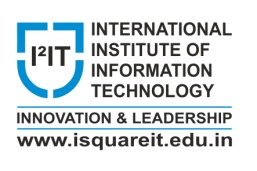 I²IT
INTERNATIONAL
INSTITUTE OF
INFORMATION
TECHNOLOGY
INNOVATION & LEADERSHIP
www.isquareit.edu.in